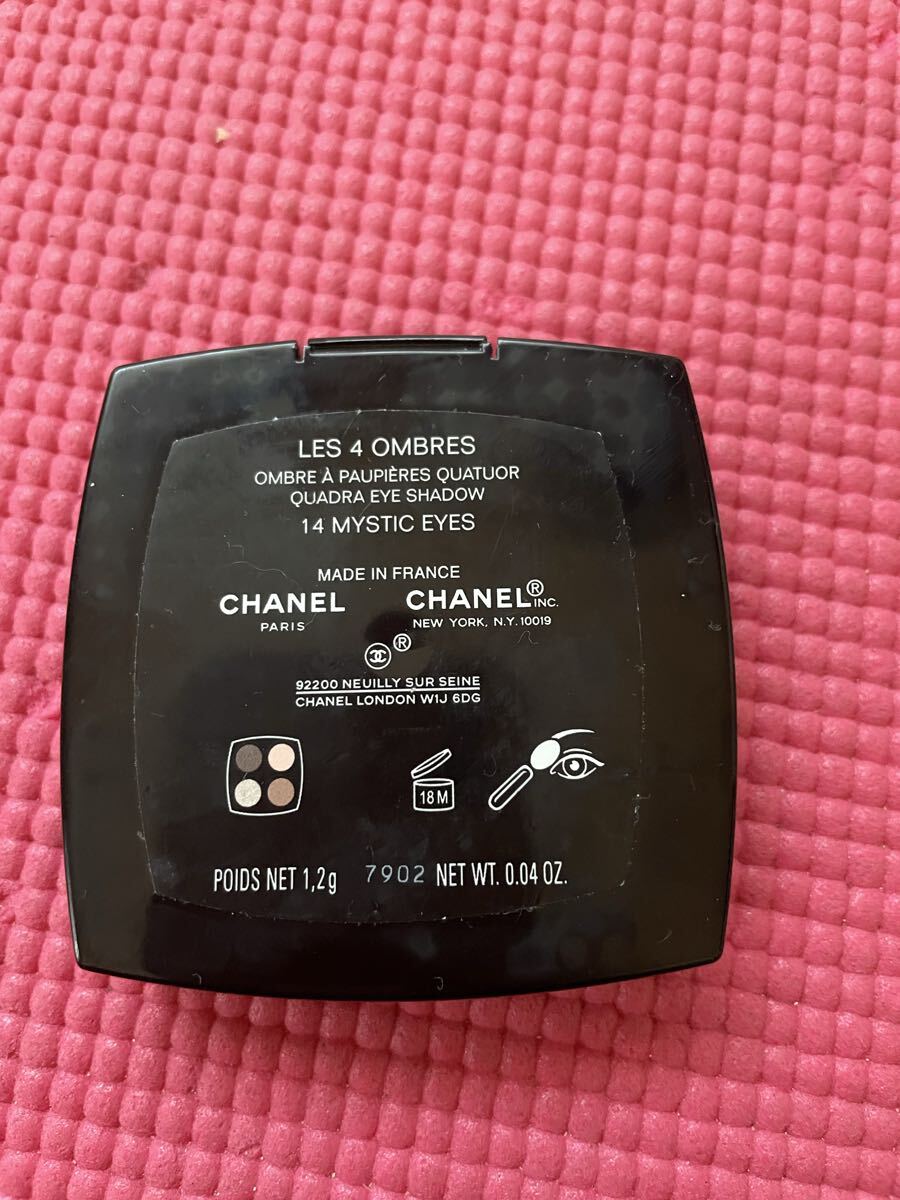 LES 4 OMBRES
OMBRE À PAUPIÈRES QUATUOR
QUADRA EYE SHADOW
14 MYSTIC EYES
MADE IN FRANCE
CHANEL CHANEL® INC.
PARIS NEW YORK, N.Y. 10019
®
92200 NEUILLY SUR SEINE
CHANEL LONDON W1J 6DG
18 M
POIDS NET 1,2g 7902 NET WT. 0.04 OZ.